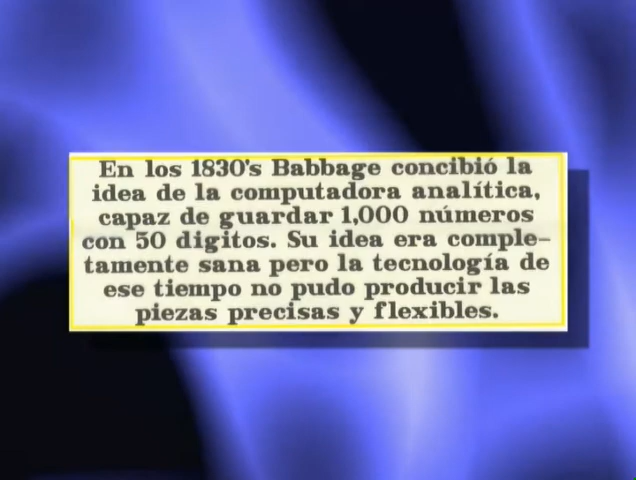 En los 1830's Babbage concibió la
idea de la computadora analítica,
capaz de guardar 1,000 números
con 50 digitos. Su idea era comple-
tamente sana pero la tecnología de
ese tiempo no pudo producir las
piezas precisas y flexibles.